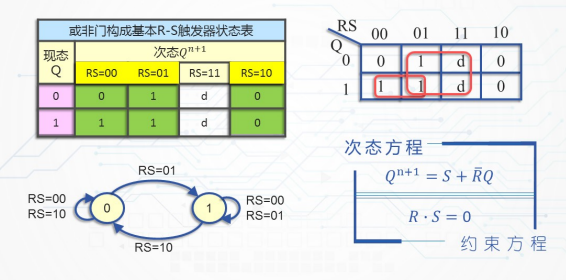 或非门构成基本R-S触发器状态表
现态 Q 次态Qⁿ⁺¹
RS=00 RS=01 RS=11 RS=10
0 0 1 d 0
1 1 1 d 0
RS 00 01 11 10
Q
0 0 1 d 0
1 1 1 d 0
RS=01
RS=00
RS=10
0
1
RS=00
RS=01
RS=10
次态方程
Qⁿ⁺¹ = S + R̄Q
R · S = 0
约束方程